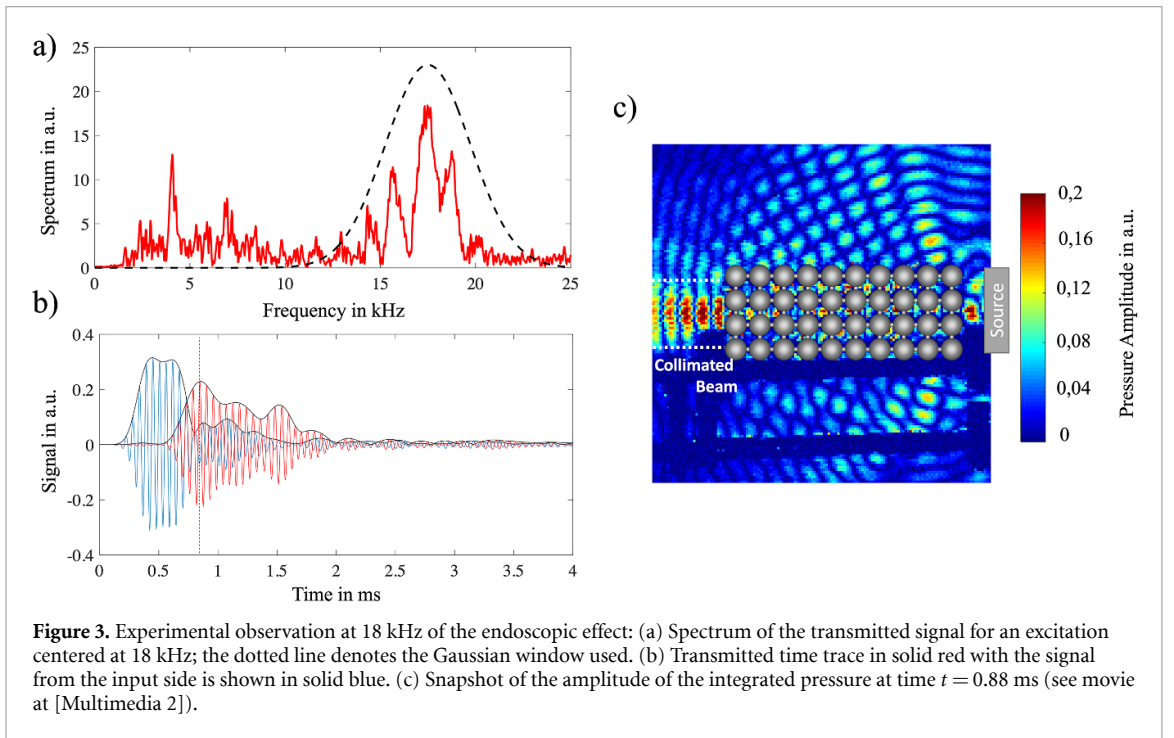 a)
25
20
15
10
5
0
Spectrum in a.u.
0 5 10 15 20 25
Frequency in kHz
b)
0.4
0.2
0
-0.2
-0.4
Signal in a.u.
0 0.5 1 1.5 2 2.5 3 3.5 4
Time in ms
c)
Collimated
Beam
Source
0,2
0,16
0,12
0,08
0,04
0
Pressure Amplitude in a.u.
Figure 3. Experimental observation at 18 kHz of the endoscopic effect: (a) Spectrum of the transmitted signal for an excitation
centered at 18 kHz; the dotted line denotes the Gaussian window used. (b) Transmitted time trace in solid red with the signal
from the input side is shown in solid blue. (c) Snapshot of the amplitude of the integrated pressure at time t = 0.88 ms (see movie
at [Multimedia 2]).